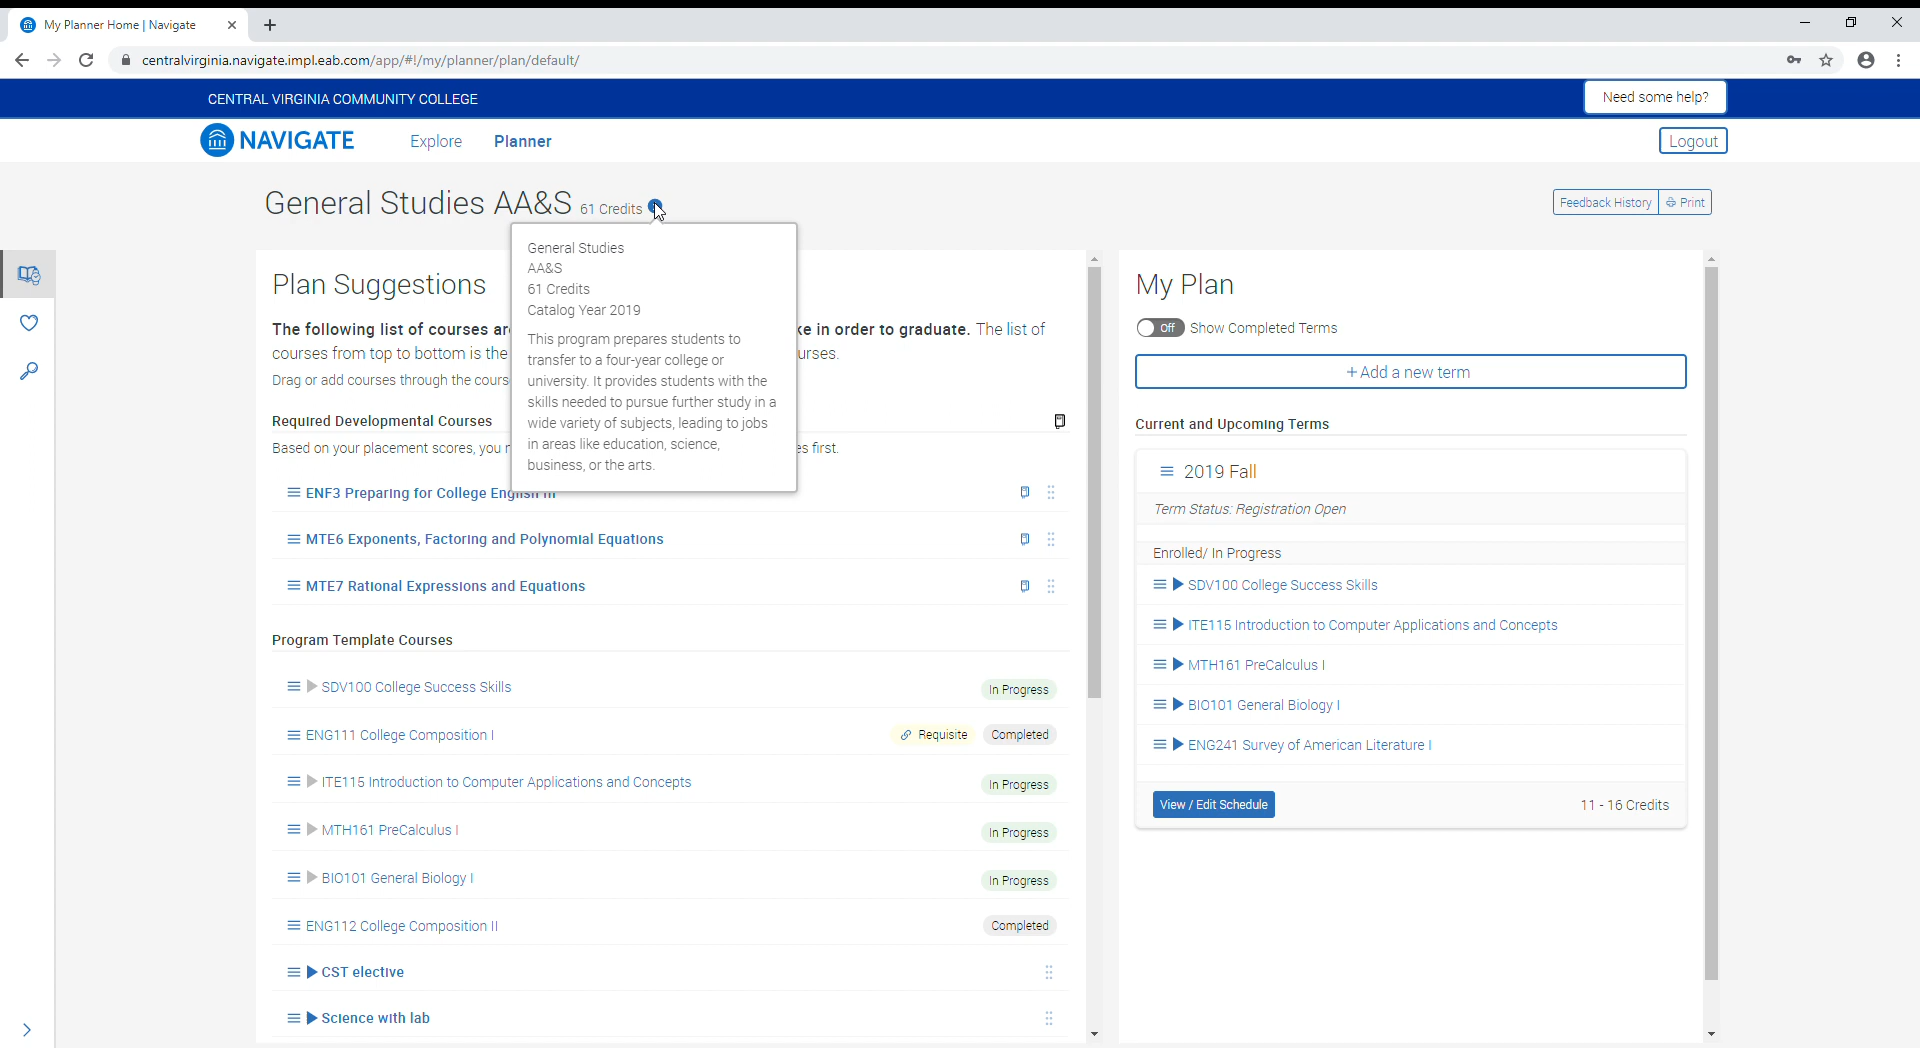 My Planner Home | Navigate
centralvirginia.navigate.impl.eab.com/app/#!/my/planner/plan/default/
CENTRAL VIRGINIA COMMUNITY COLLEGE
Need some help?
NAVIGATE
Explore
Planner
Logout
General Studies AA&S 61 Credits
Feedback History
Print
General Studies
AA&S
61 Credits
Catalog Year 2019
This program prepares students to
transfer to a four-year college or
university. It provides students with the
skills needed to pursue further study in a
wide variety of subjects, leading to jobs
in areas like education, science,
business, or the arts.
Plan Suggestions
The following list of courses in order to graduate. The list of
courses from top to bottom is the
Drag or add courses through the
Required Developmental Courses
Based on your placement scores, you first.
ENF3 Preparing for College English III
MTE6 Exponents, Factoring and Polynomial Equations
MTE7 Rational Expressions and Equations
Program Template Courses
SDV100 College Success Skills In Progress
ENG111 College Composition I Requisite Completed
ITE115 Introduction to Computer Applications and Concepts In Progress
MTH161 PreCalculus I In Progress
BIO101 General Biology I In Progress
ENG112 College Composition II Completed
CST elective
Science with lab
My Plan
Off Show Completed Terms
+ Add a new term
Current and Upcoming Terms
2019 Fall
Term Status: Registration Open
Enrolled/ In Progress
SDV100 College Success Skills
ITE115 Introduction to Computer Applications and Concepts
MTH161 PreCalculus I
BIO101 General Biology I
ENG241 Survey of American Literature I
View / Edit Schedule 11 - 16 Credits